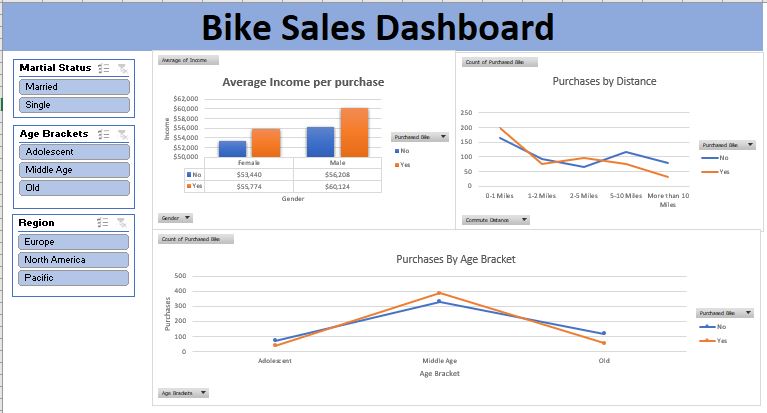 Bike Sales Dashboard
Martial Status
Married
Single
Age Brackets
Adolescent
Middle Age
Old
Region
Europe
North America
Pacific
Average of Income
Average Income per purchase
$62,000
$60,000
$58,000
$56,000
$54,000
$52,000
$50,000
Income
Female Male
No $53,440 $56,208
Yes $55,774 $60,124
Gender
Purchased Bike
No
Yes
Gender
Count of Purchased Bike
Purchases by Distance
250
200
150
100
50
0
0-1 Miles 1-2 Miles 2-5 Miles 5-10 Miles More than 10
Miles
Purchased Bike
No
Yes
Commute Distance
Count of Purchased Bike
Purchases By Age Bracket
500
400
300
200
100
0
Purchases
Adolescent Middle Age Old
Age Bracket
Purchased Bike
No
Yes
Age Brackets